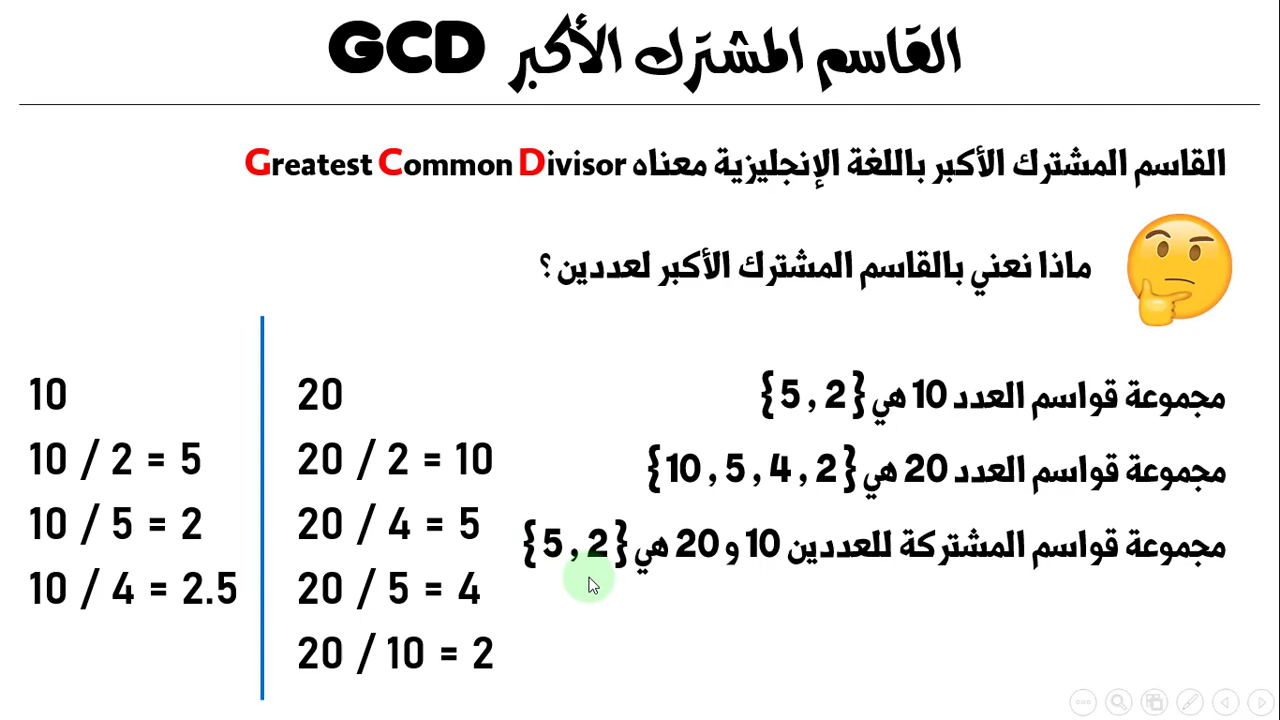 القاسم المشترك الأكبر GCD
القاسم المشترك الأكبر باللغة الإنجليزية معناه Greatest Common Divisor
ماذا نعني بالقاسم المشترك الأكبر لعددين ؟
مجموعة قواسم العدد 10 هي {2 , 5}
مجموعة قواسم العدد 20 هي {2 , 4 , 5 , 10}
مجموعة قواسم المشتركة للعددين 10 و 20 هي {2 , 5}
20
20 / 2 = 10
20 / 4 = 5
20 / 5 = 4
20 / 10 = 2
10
10 / 2 = 5
10 / 5 = 2
10 / 4 = 2.5